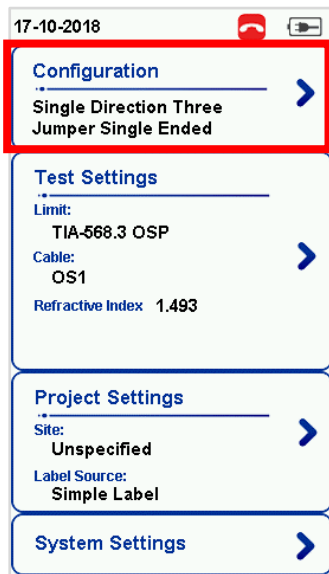 17-10-2018
Configuration
Single Direction Three
Jumper Single Ended
Test Settings
Limit:
TIA-568.3 OSP
Cable:
OS1
Refractive Index 1.493
Project Settings
Site:
Unspecified
Label Source:
Simple Label
System Settings